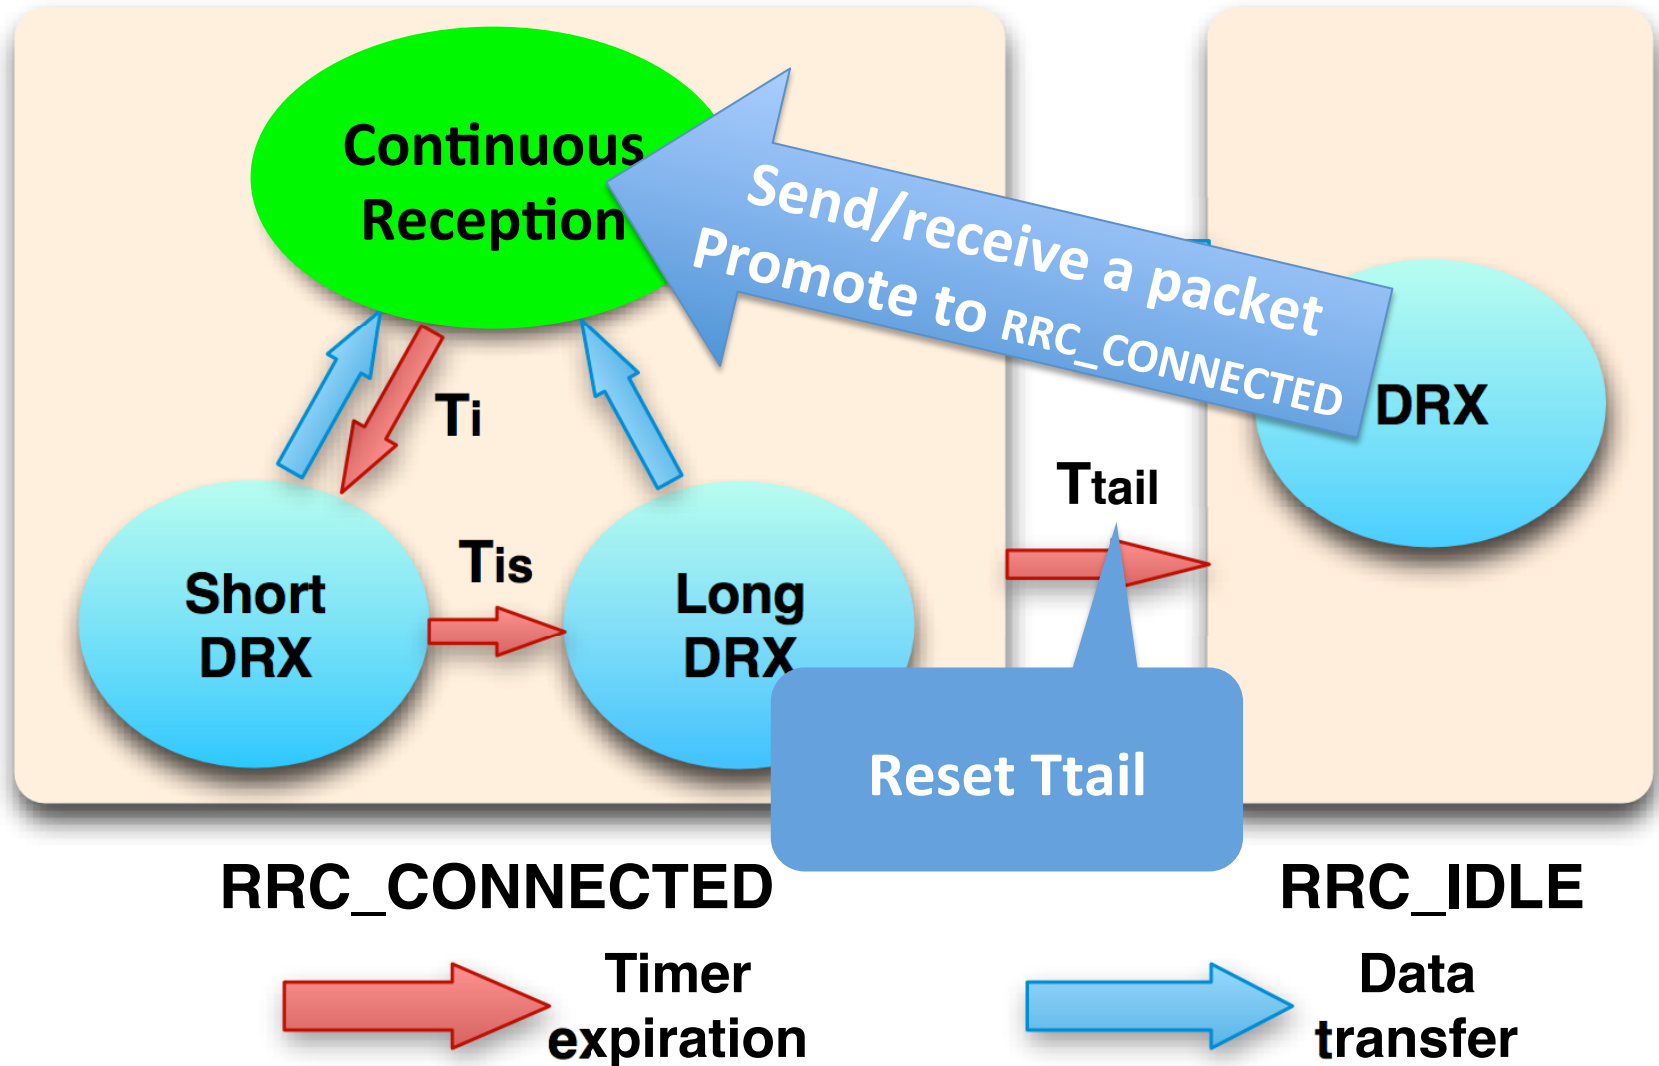 Continuous
Reception
Send/receive a packet
Promote to RRC_CONNECTED
DRX
Ti
Ttail
Tis
Short
DRX
Long
DRX
Reset Ttail
RRC_CONNECTED
RRC_IDLE
Timer
expiration
Data
transfer